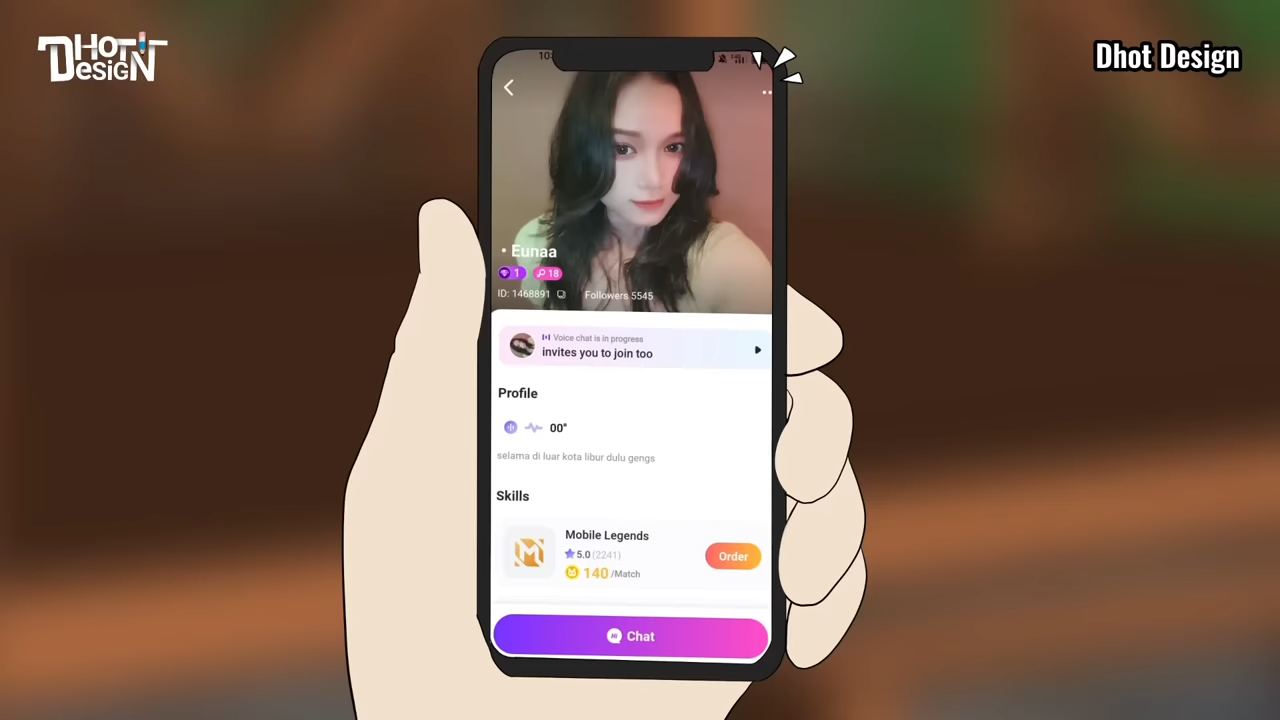 DHOT DESIGN
Dhot Design
• Eunaa
1
18
ID: 1468891
Followers 5545
Voice chat is in progress
invites you to join too
Profile
00"
selama di luar kota libur dulu gengs
Skills
Mobile Legends
5.0 (2241)
140 /Match
Order
Chat